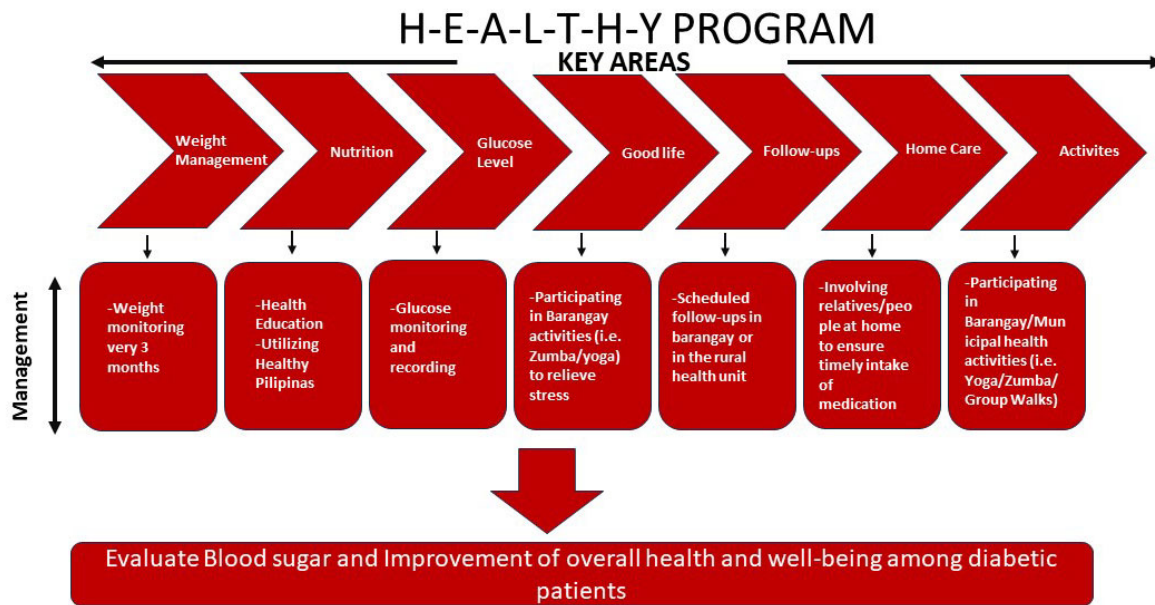 H-E-A-L-T-H-Y PROGRAM
KEY AREAS
Weight
Management
Nutrition
Glucose
Level
Good life
Follow-ups
Home Care
Activites
Management
-Weight
monitoring
very 3
months
-Health
Education
-Utilizing
Healthy
Pilipinas
-Glucose
monitoring
and
recording
-Participating
in Barangay
activities (i.e.
Zumba/yoga)
to relieve
stress
-Scheduled
follow-ups in
barangay or
in the rural
health unit
-Involving
relatives/peo
ple at home
to ensure
timely intake
of
medication
-Participating
in
Barangay/Mun
icipal health
activities (i.e.
Yoga/Zumba/
Group Walks)
Evaluate Blood sugar and Improvement of overall health and well-being among diabetic
patients